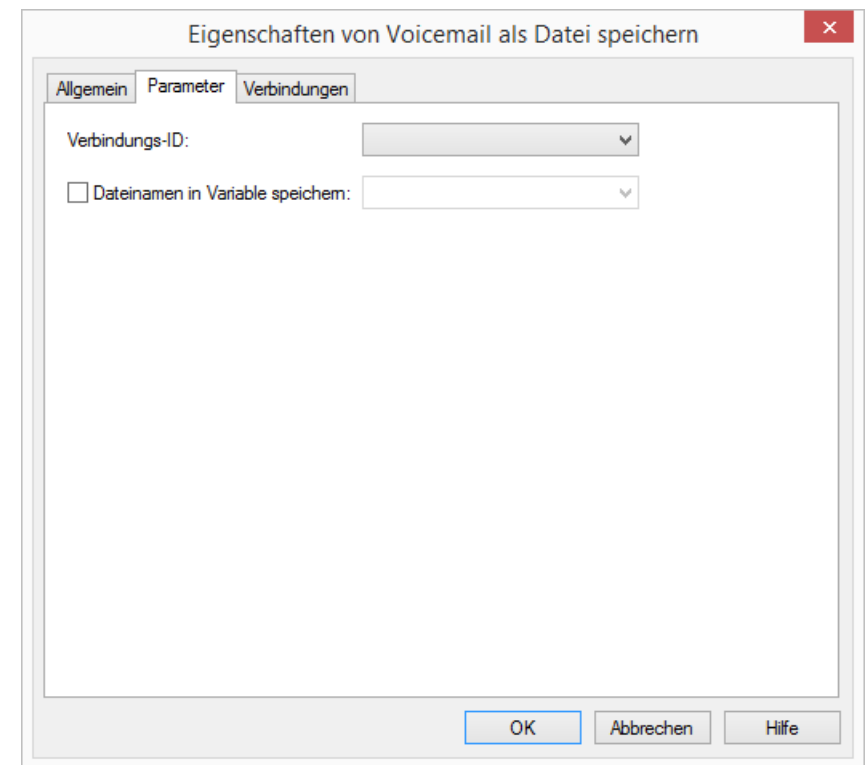 Eigenschaften von Voicemail als Datei speichern
Allgemein Parameter Verbindungen
Verbindungs-ID:
Dateinamen in Variable speichern:
OK Abbrechen Hilfe